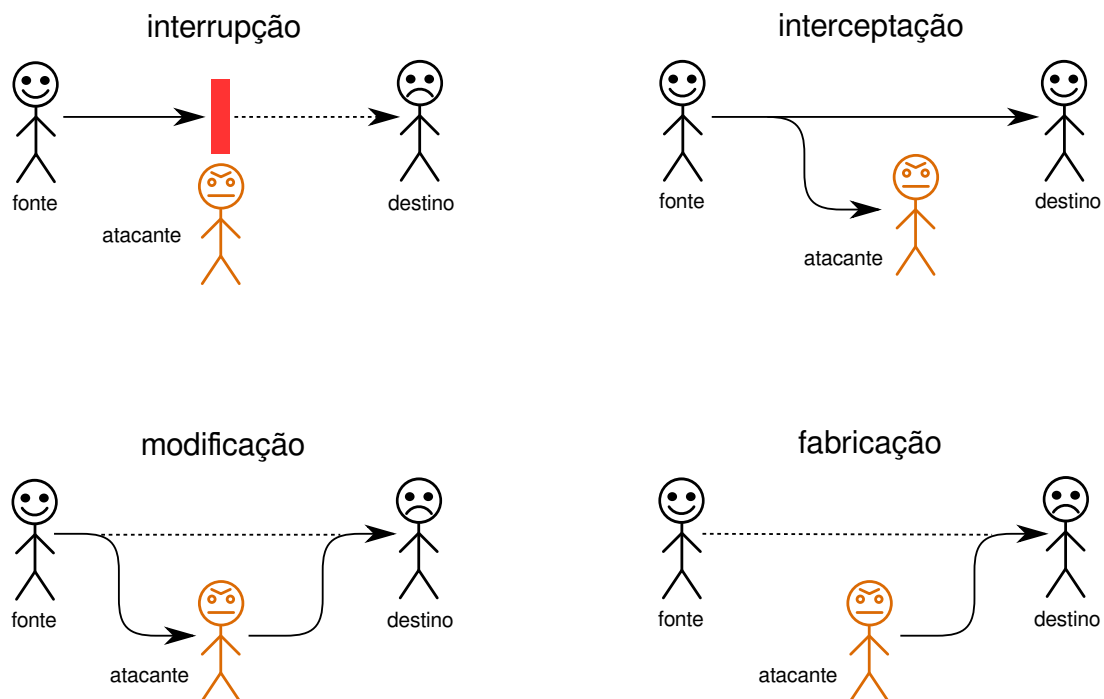 interrupção
fonte
destino
atacante
interceptação
fonte
destino
atacante
modificação
fonte
destino
atacante
fabricação
fonte
destino
atacante